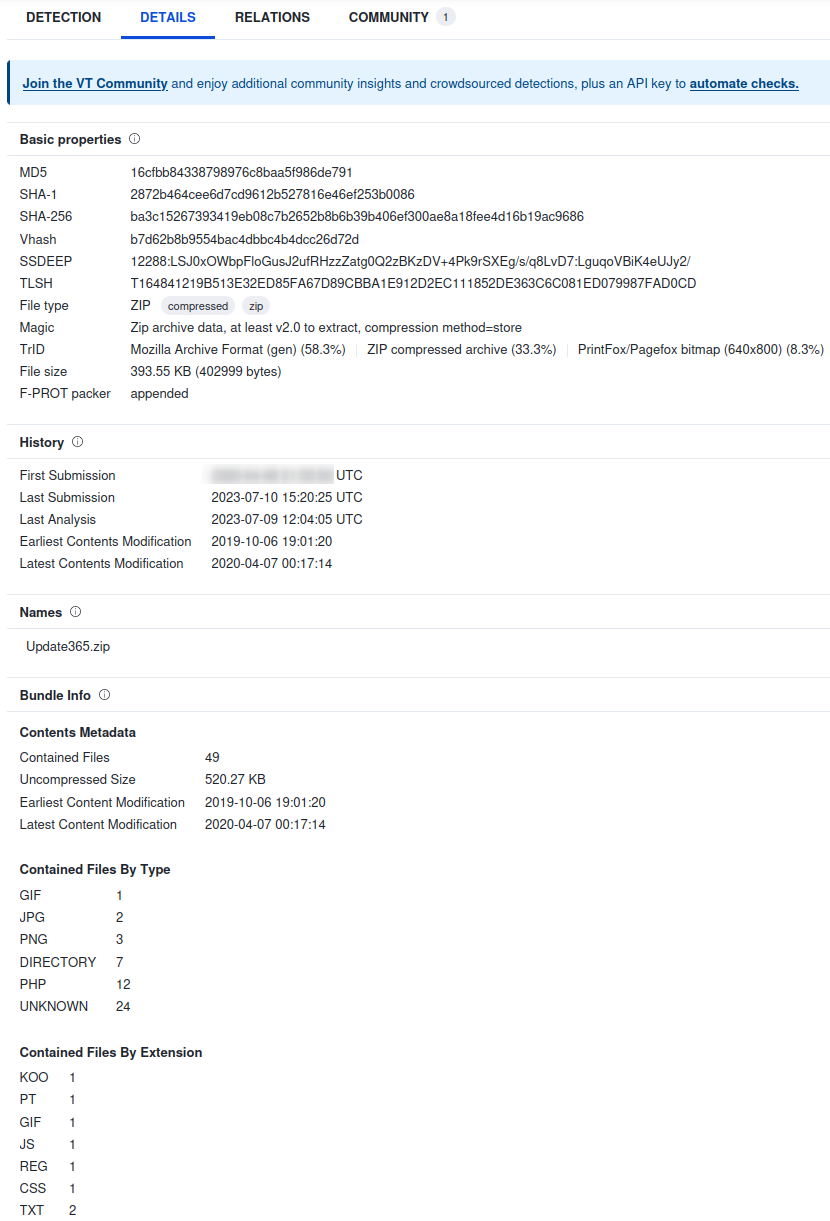 DETECTION DETAILS RELATIONS COMMUNITY 1
Join the VT Community and enjoy additional community insights and crowdsourced detections, plus an API key to automate checks.
Basic properties
MD5 16cfbb84338798976c8baa5f986de791
SHA-1 2872b464cee6d7cd9612b527816e46ef253b0086
SHA-256 ba3c15267393419eb08c7b2652b8b6b39b406ef300ae8a18fee4d16b19ac9686
Vhash b7d62b8b9554bac4dbbc4b4dcc26d72d
SSDEEP 12288:LSJ0xOWbpFloGusJ2ufRHzzZatg0Q2zBKzDV+4Pk9rSXEg/s/q8LvD7:LguqoVBiK4eUJy2/
TLSH T164841219B513E32ED85FA67D89CBBA1E912D2EC111852DE363C6C081ED079987FAD0CD
File type ZIP compressed zip
Magic Zip archive data, at least v2.0 to extract, compression method=store
TrID Mozilla Archive Format (gen) (58.3%) ZIP compressed archive (33.3%) PrintFox/Pagefox bitmap (640x800) (8.3%)
File size 393.55 KB (402999 bytes)
F-PROT packer appended
History
First Submission UTC
Last Submission 2023-07-10 15:20:25 UTC
Last Analysis 2023-07-09 12:04:05 UTC
Earliest Contents Modification 2019-10-06 19:01:20
Latest Contents Modification 2020-04-07 00:17:14
Names
Update365.zip
Bundle Info
Contents Metadata
Contained Files 49
Uncompressed Size 520.27 KB
Earliest Content Modification 2019-10-06 19:01:20
Latest Content Modification 2020-04-07 00:17:14
Contained Files By Type
GIF 1
JPG 2
PNG 3
DIRECTORY 7
PHP 12
UNKNOWN 24
Contained Files By Extension
KOO 1
PT 1
GIF 1
JS 1
REG 1
CSS 1
TXT 2